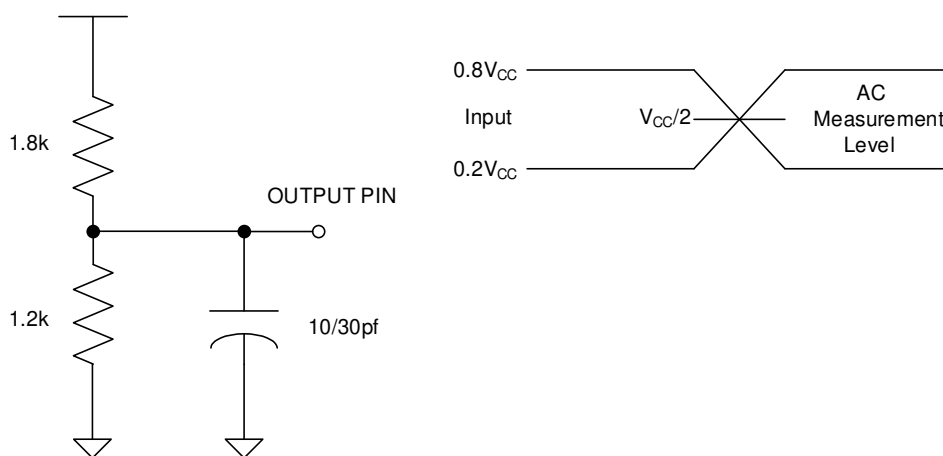 1.8k
OUTPUT PIN
1.2k
10/30pf
0.8VCC
Input
VCC/2
0.2VCC
AC
Measurement
Level